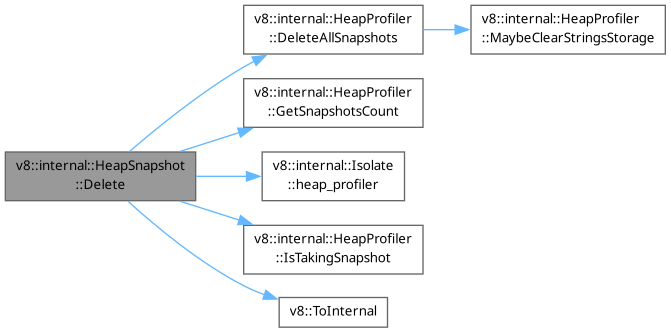 v8::internal::HeapProfiler
::DeleteAllSnapshots
v8::internal::HeapProfiler
::MaybeClearStringsStorage
v8::internal::HeapProfiler
::GetSnapshotsCount
v8::internal::HeapSnapshot
::Delete
v8::internal::Isolate
::heap_profiler
v8::internal::HeapProfiler
::IsTakingSnapshot
v8::ToInternal